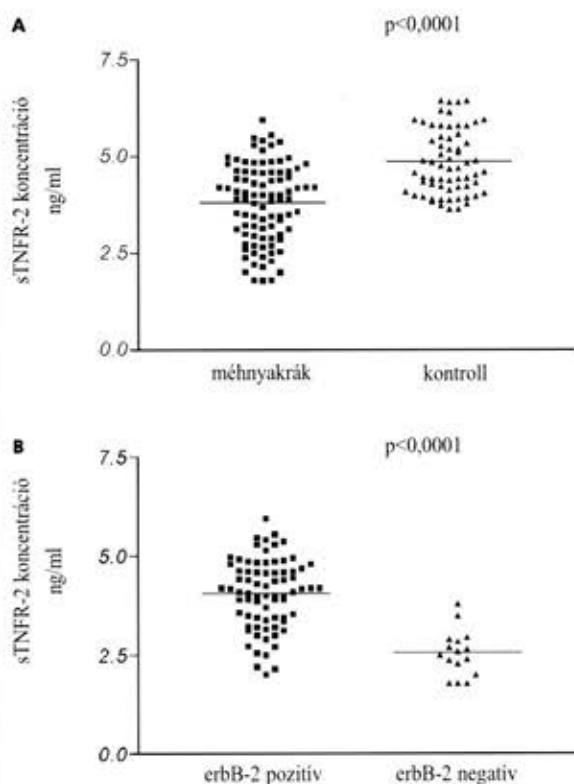 A
p<0,0001
sTNFR-2 koncentráció
ng/ml
7.5
5.0
2.5
0.0
méhnyakrák
kontroll
B
p<0,0001
sTNFR-2 koncentráció
ng/ml
7.5
5.0
2.5
0.0
erbB-2 pozitív
erbB-2 negatív